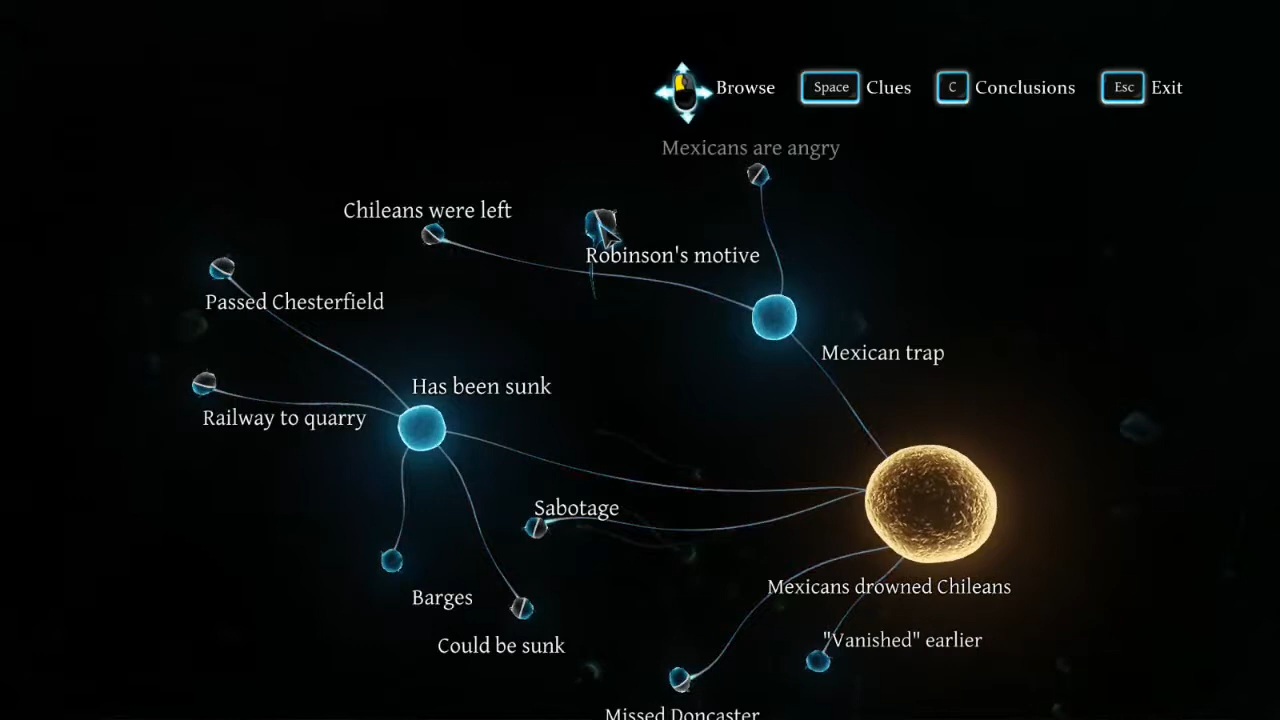 Browse
Space
Clues
C
Conclusions
Esc
Exit
Mexicans are angry
Chileans were left
Robinson's motive
Passed Chesterfield
Mexican trap
Has been sunk
Railway to quarry
Sabotage
Mexicans drowned Chileans
Barges
"Vanished" earlier
Could be sunk
Missed Doncaster